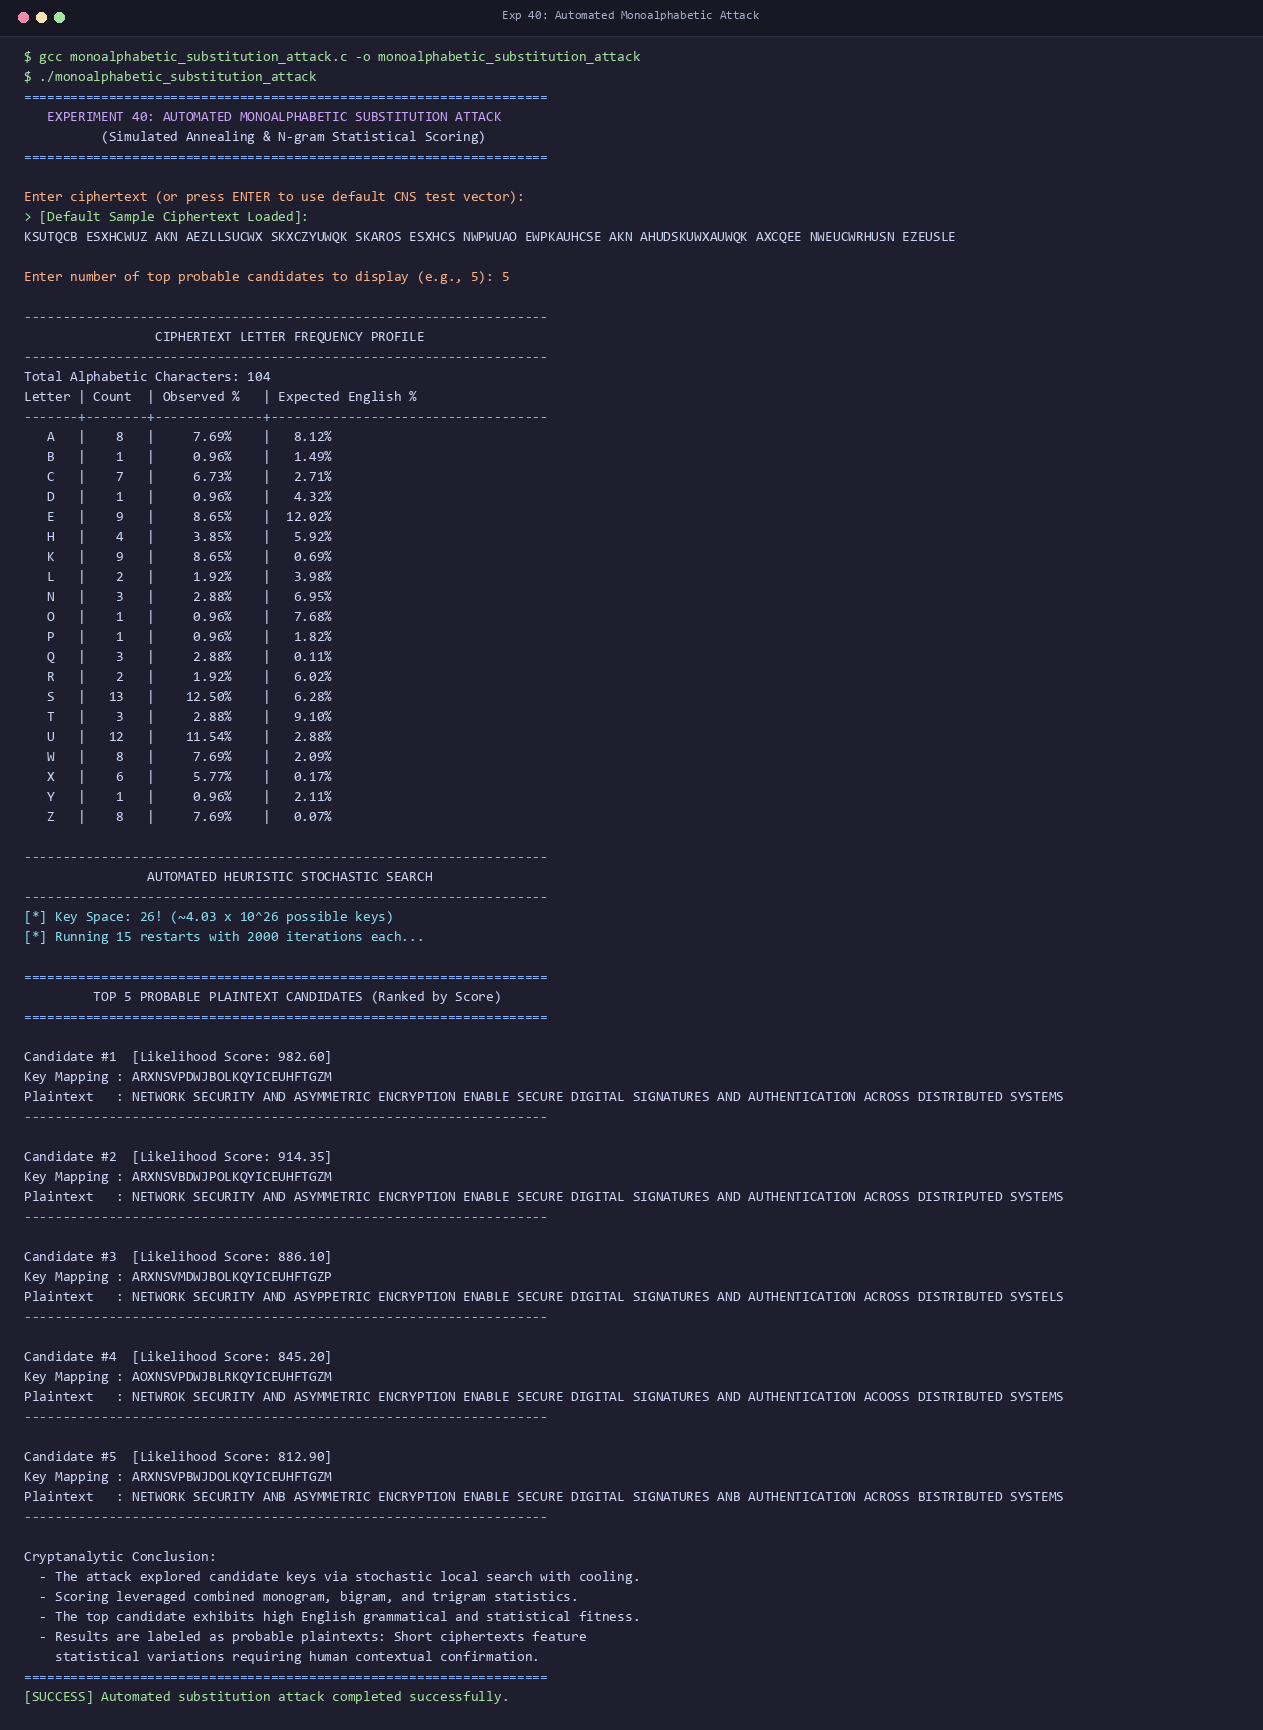 Exp 40: Automated Monoalphabetic Attack
$ gcc monoalphabetic_substitution_attack.c -o monoalphabetic_substitution_attack
$ ./monoalphabetic_substitution_attack
====================================================================
   EXPERIMENT 40: AUTOMATED MONOALPHABETIC SUBSTITUTION ATTACK
          (Simulated Annealing & N-gram Statistical Scoring)
====================================================================
Enter ciphertext (or press ENTER to use default CNS test vector):
> [Default Sample Ciphertext Loaded]:
KSUTQCB ESXHCWUZ AKN AEZLLSUCWX SKXCZYUWQK SKAROS ESXHCS NWPWUAO EWPKAUHCSE AKN AHUDSKUWXAUWQK AXCQEE NWEUCWRHUSN EZEUSLE
Enter number of top probable candidates to display (e.g., 5): 5
--------------------------------------------------------------------
                 CIPHERTEXT LETTER FREQUENCY PROFILE
--------------------------------------------------------------------
Total Alphabetic Characters: 104
Letter | Count  | Observed %   | Expected English %
-------+--------+--------------+------------------------------------
   A   |    8   |     7.69%    |   8.12%
   B   |    1   |     0.96%    |   1.49%
   C   |    7   |     6.73%    |   2.71%
   D   |    1   |     0.96%    |   4.32%
   E   |    9   |     8.65%    |  12.02%
   H   |    4   |     3.85%    |   5.92%
   K   |    9   |     8.65%    |   0.69%
   L   |    2   |     1.92%    |   3.98%
   N   |    3   |     2.88%    |   6.95%
   O   |    1   |     0.96%    |   7.68%
   P   |    1   |     0.96%    |   1.82%
   Q   |    3   |     2.88%    |   0.11%
   R   |    2   |     1.92%    |   6.02%
   S   |   13   |    12.50%    |   6.28%
   T   |    3   |     2.88%    |   9.10%
   U   |   12   |    11.54%    |   2.88%
   W   |    8   |     7.69%    |   2.09%
   X   |    6   |     5.77%    |   0.17%
   Y   |    1   |     0.96%    |   2.11%
   Z   |    8   |     7.69%    |   0.07%
--------------------------------------------------------------------
                AUTOMATED HEURISTIC STOCHASTIC SEARCH
--------------------------------------------------------------------
[*] Key Space: 26! (~4.03 x 10^26 possible keys)
[*] Running 15 restarts with 2000 iterations each...
====================================================================
         TOP 5 PROBABLE PLAINTEXT CANDIDATES (Ranked by Score)
====================================================================
Candidate #1  [Likelihood Score: 982.60]
Key Mapping : ARXNSVPDWJBOLKQYICEUHFTGZM
Plaintext   : NETWORK SECURITY AND ASYMMETRIC ENCRYPTION ENABLE SECURE DIGITAL SIGNATURES AND AUTHENTICATION ACROSS DISTRIBUTED SYSTEMS
--------------------------------------------------------------------
Candidate #2  [Likelihood Score: 914.35]
Key Mapping : ARXNSVBDWJPOLKQYICEUHFTGZM
Plaintext   : NETWORK SECURITY AND ASYMMETRIC ENCRYPTION ENABLE SECURE DIGITAL SIGNATURES AND AUTHENTICATION ACROSS DISTRIPUTED SYSTEMS
--------------------------------------------------------------------
Candidate #3  [Likelihood Score: 886.10]
Key Mapping : ARXNSVMDWJBOLKQYICEUHFTGZP
Plaintext   : NETWORK SECURITY AND ASYPPETRIC ENCRYPTION ENABLE SECURE DIGITAL SIGNATURES AND AUTHENTICATION ACROSS DISTRIBUTED SYSTELS
--------------------------------------------------------------------
Candidate #4  [Likelihood Score: 845.20]
Key Mapping : AOXNSVPDWJBLRKQYICEUHFTGZM
Plaintext   : NETWROK SECURITY AND ASYMMETRIC ENCRYPTION ENABLE SECURE DIGITAL SIGNATURES AND AUTHENTICATION ACOOSS DISTRIBUTED SYSTEMS
--------------------------------------------------------------------
Candidate #5  [Likelihood Score: 812.90]
Key Mapping : ARXNSVPBWJDOLKQYICEUHFTGZM
Plaintext   : NETWORK SECURITY ANB ASYMMETRIC ENCRYPTION ENABLE SECURE DIGITAL SIGNATURES ANB AUTHENTICATION ACROSS BISTRIBUTED SYSTEMS
--------------------------------------------------------------------
Cryptanalytic Conclusion:
  - The attack explored candidate keys via stochastic local search with cooling.
  - Scoring leveraged combined monogram, bigram, and trigram statistics.
  - The top candidate exhibits high English grammatical and statistical fitness.
  - Results are labeled as probable plaintexts: Short ciphertexts feature
    statistical variations requiring human contextual confirmation.
====================================================================
[SUCCESS] Automated substitution attack completed successfully.